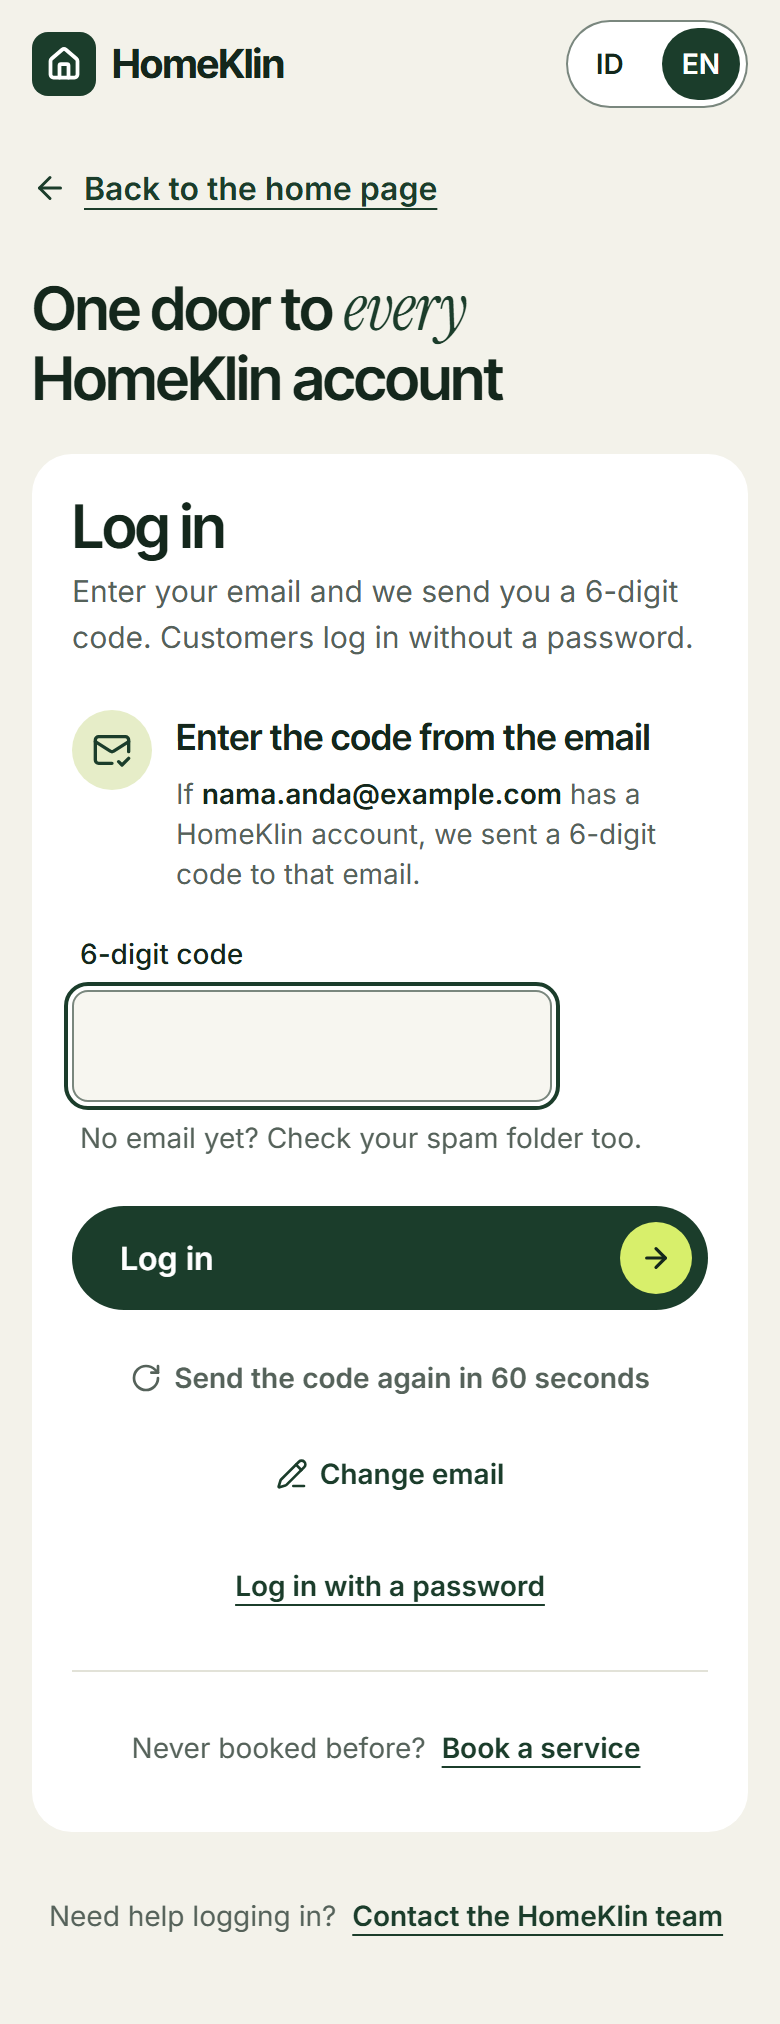 HomeKlin
ID EN
Back to the home page
One door to every
HomeKlin account
Log in
Enter your email and we send you a 6-digit
code. Customers log in without a password.
Enter the code from the email
If nama.anda@example.com has a
HomeKlin account, we sent a 6-digit
code to that email.
6-digit code
No email yet? Check your spam folder too.
Log in
Send the code again in 60 seconds
Change email
Log in with a password
Never booked before? Book a service
Need help logging in? Contact the HomeKlin team